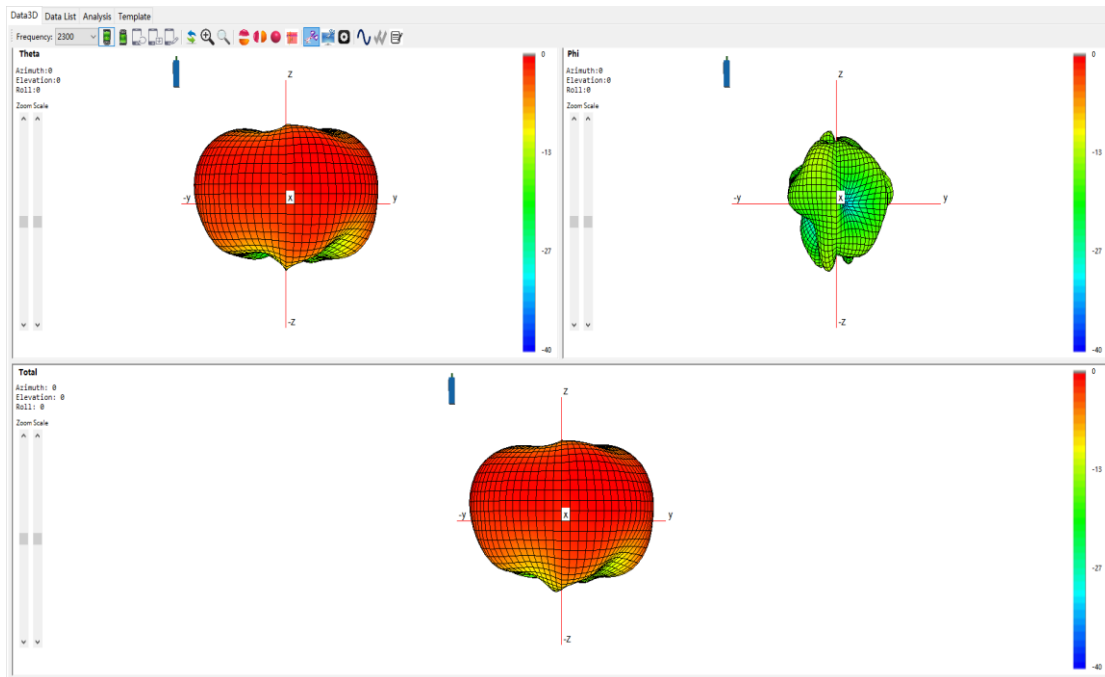 Data3D Data List Analysis Template
Frequency: 2300
Theta
Azimuth:0
Elevation:0
Roll:0
Zoom Scale
Z
-y
X
y
-Z
0
-13
-27
-40
Phi
Azimuth:0
Elevation:0
Roll:0
Zoom Scale
Z
-y
X
y
-Z
0
-13
-27
-40
Total
Azimuth: 0
Elevation: 0
Roll: 0
Zoom Scale
Z
-y
X
y
-Z
0
-13
-27
-40